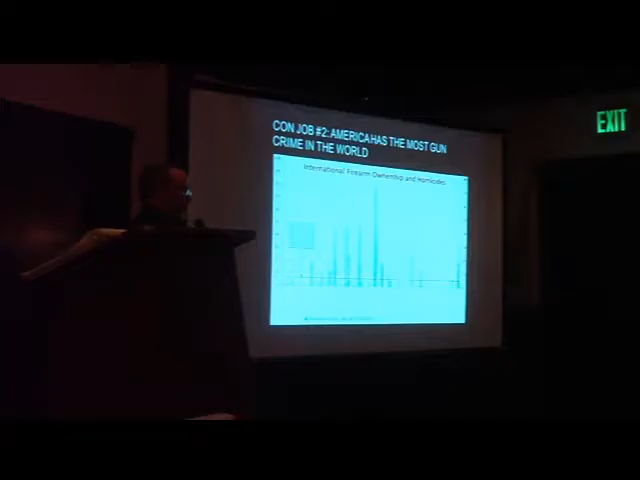 CON JOB #2: AMERICA HAS THE MOST GUN
CRIME IN THE WORLD
International Firearm Ownership and Homicides
EXIT